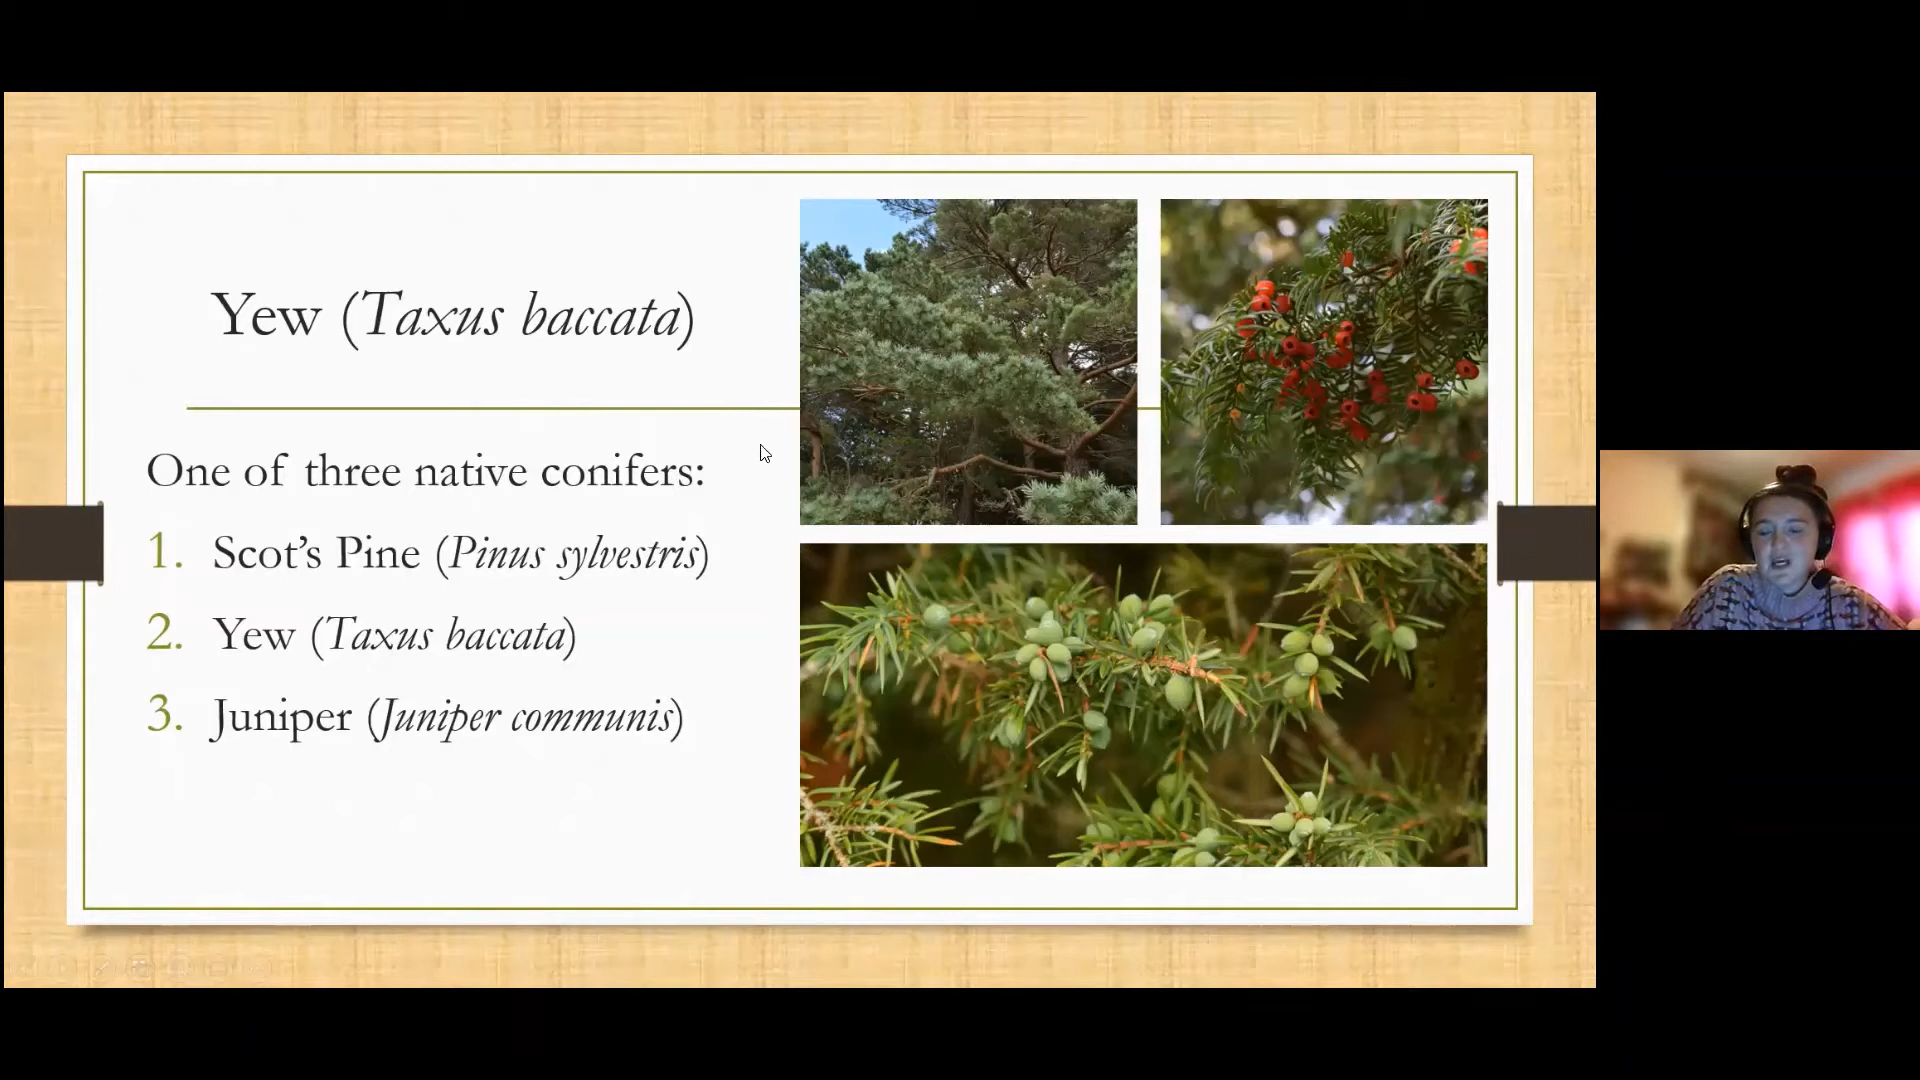 Yew (Taxus baccata)
One of three native conifers:
1. Scot’s Pine (Pinus sylvestris)
2. Yew (Taxus baccata)
3. Juniper (Juniper communis)